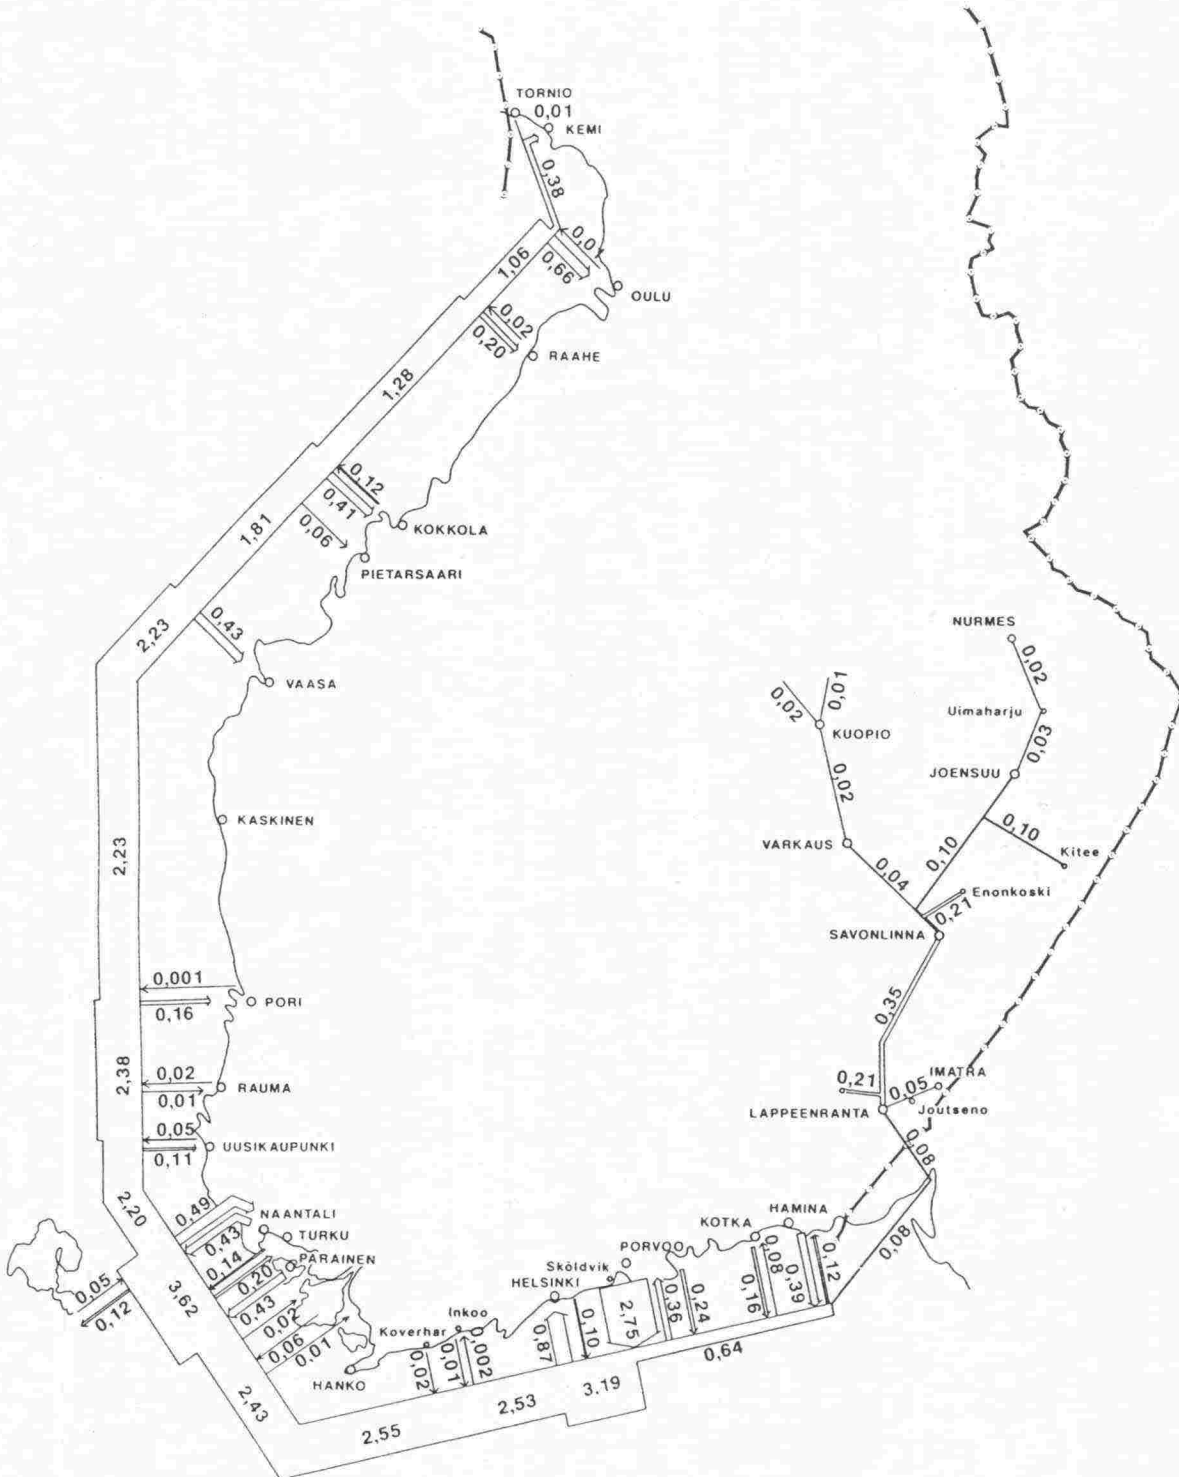 TORNIO
0,01
KEMI
0,38
0,01
0,66
1,06
OULU
0,02
0,20
RAAHE
1,28
0,12
0,41
0,06
KOKKOLA
1,81
PIETARSAARI
0,43
2,23
VAASA
NURMES
0,02
Uimaharju
0,03
0,02
0,01
KUOPIO
JOENSUU
0,02
KASKINEN
VARKAUS
0,10
Kitee
0,10
0,04
2,23
Enonkoski
0,21
SAVONLINNA
0,001
PORI
0,16
0,35
2,38
0,02
RAUMA
0,01
0,21
0,05
IMATRA
LAPPEENRANTA
Joutseno
0,05
UUSIKAUPUNKI
0,11
0,08
2,20
0,49
NAANTALI
0,43
TURKU
0,14
PARAINEN
0,20
0,43
0,02
0,06
0,01
3,62
0,05
0,12
HAMINA
KOTKA
0,08
0,12
0,39
0,08
0,16
PORVOO
Sköldvik
HELSINKI
0,24
0,36
2,75
0,10
0,87
Inkoo
Koverhar
0,002
0,01
0,02
HANKO
0,64
3,19
2,53
2,55
2,43